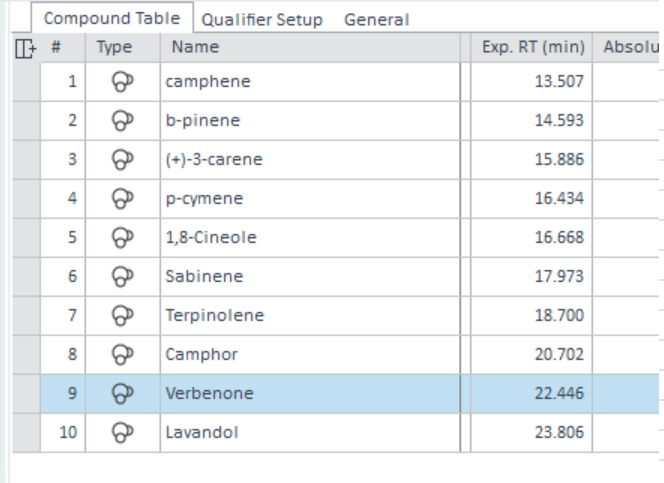 Compound Table Qualifier Setup General
# Type Name Exp. RT (min) Absolu
1 camphene 13.507
2 b-pinene 14.593
3 (+)-3-carene 15.886
4 p-cymene 16.434
5 1,8-Cineole 16.668
6 Sabinene 17.973
7 Terpinolene 18.700
8 Camphor 20.702
9 Verbenone 22.446
10 Lavandol 23.806